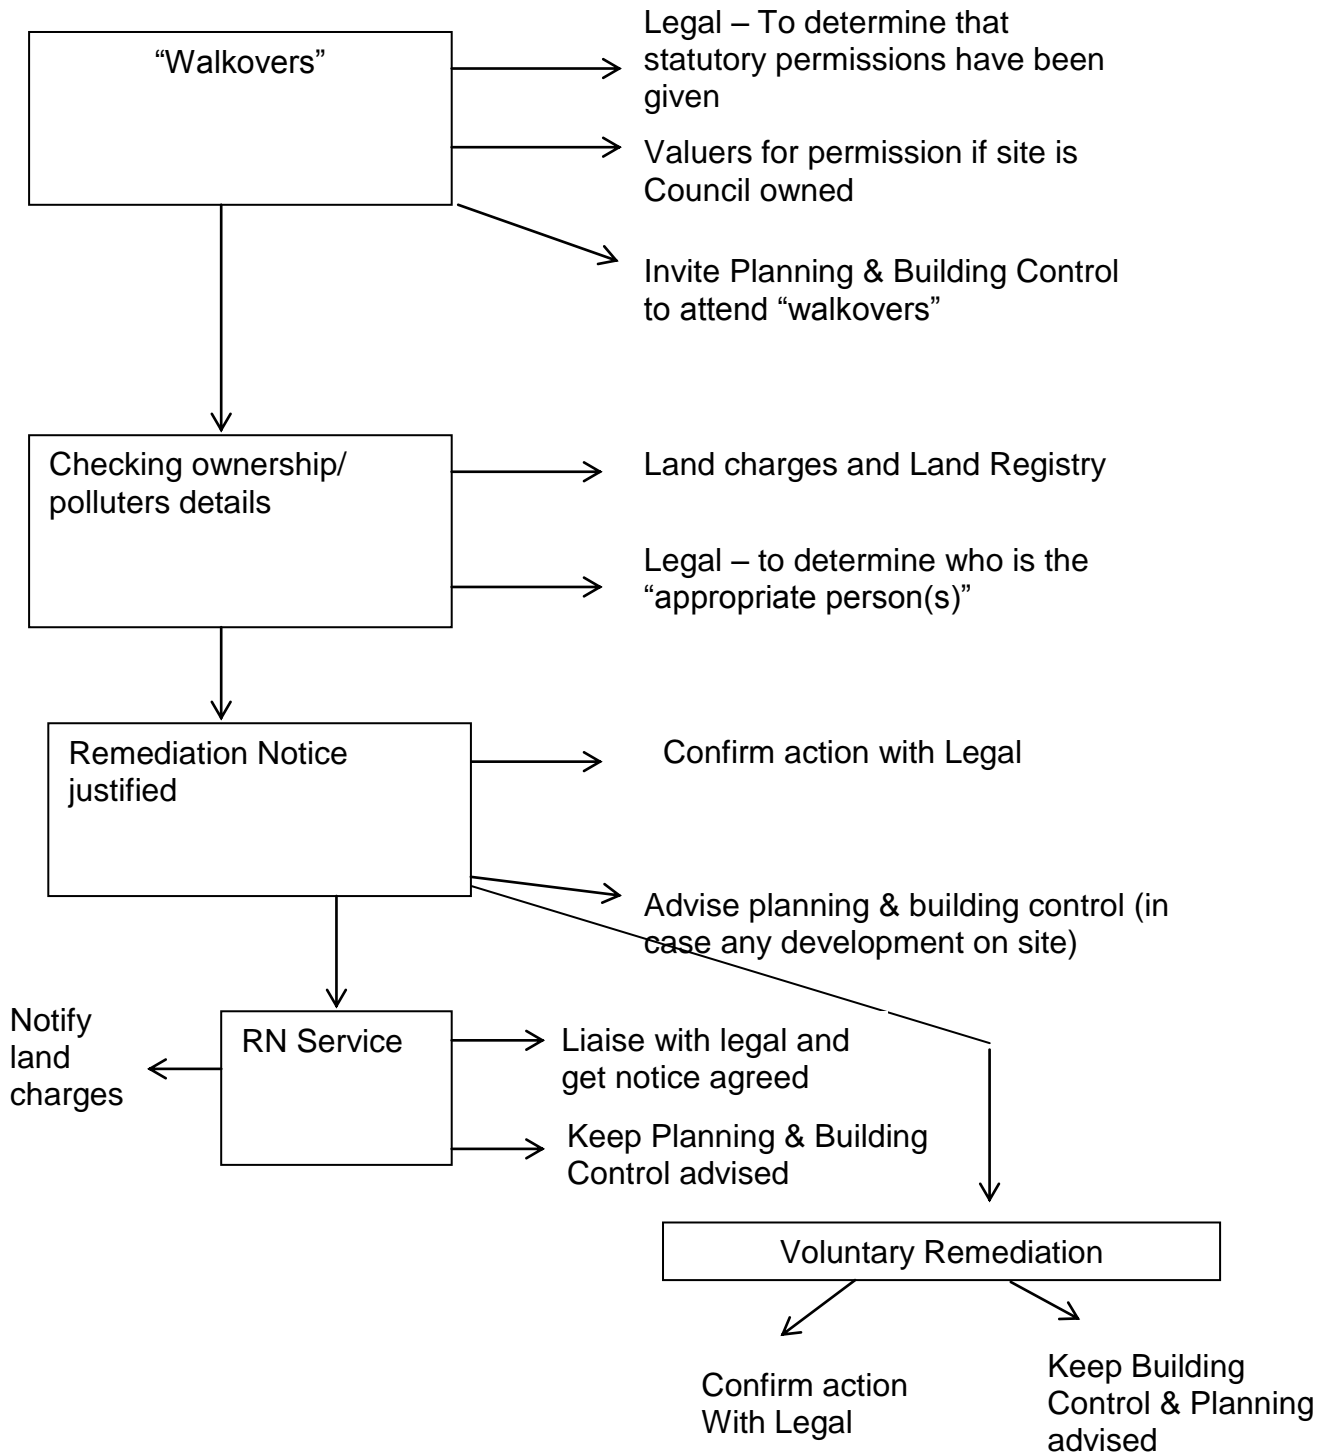 “Walkovers”
Legal – To determine that
statutory permissions have been
given
Valuers for permission if site is
Council owned
Invite Planning & Building Control
to attend “walkovers”
Checking ownership/
polluters details
Land charges and Land Registry
Legal – to determine who is the
“appropriate person(s)”
Remediation Notice
justified
Confirm action with Legal
Advise planning & building control (in
case any development on site)
Notify
land
charges
RN Service
Liaise with legal and
get notice agreed
Keep Planning & Building
Control advised
Voluntary Remediation
Confirm action
With Legal
Keep Building
Control & Planning
advised